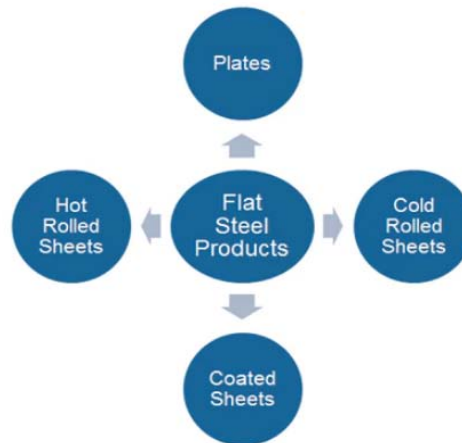 Plates
Hot
Rolled
Sheets
Flat
Steel
Products
Cold
Rolled
Sheets
Coated
Sheets